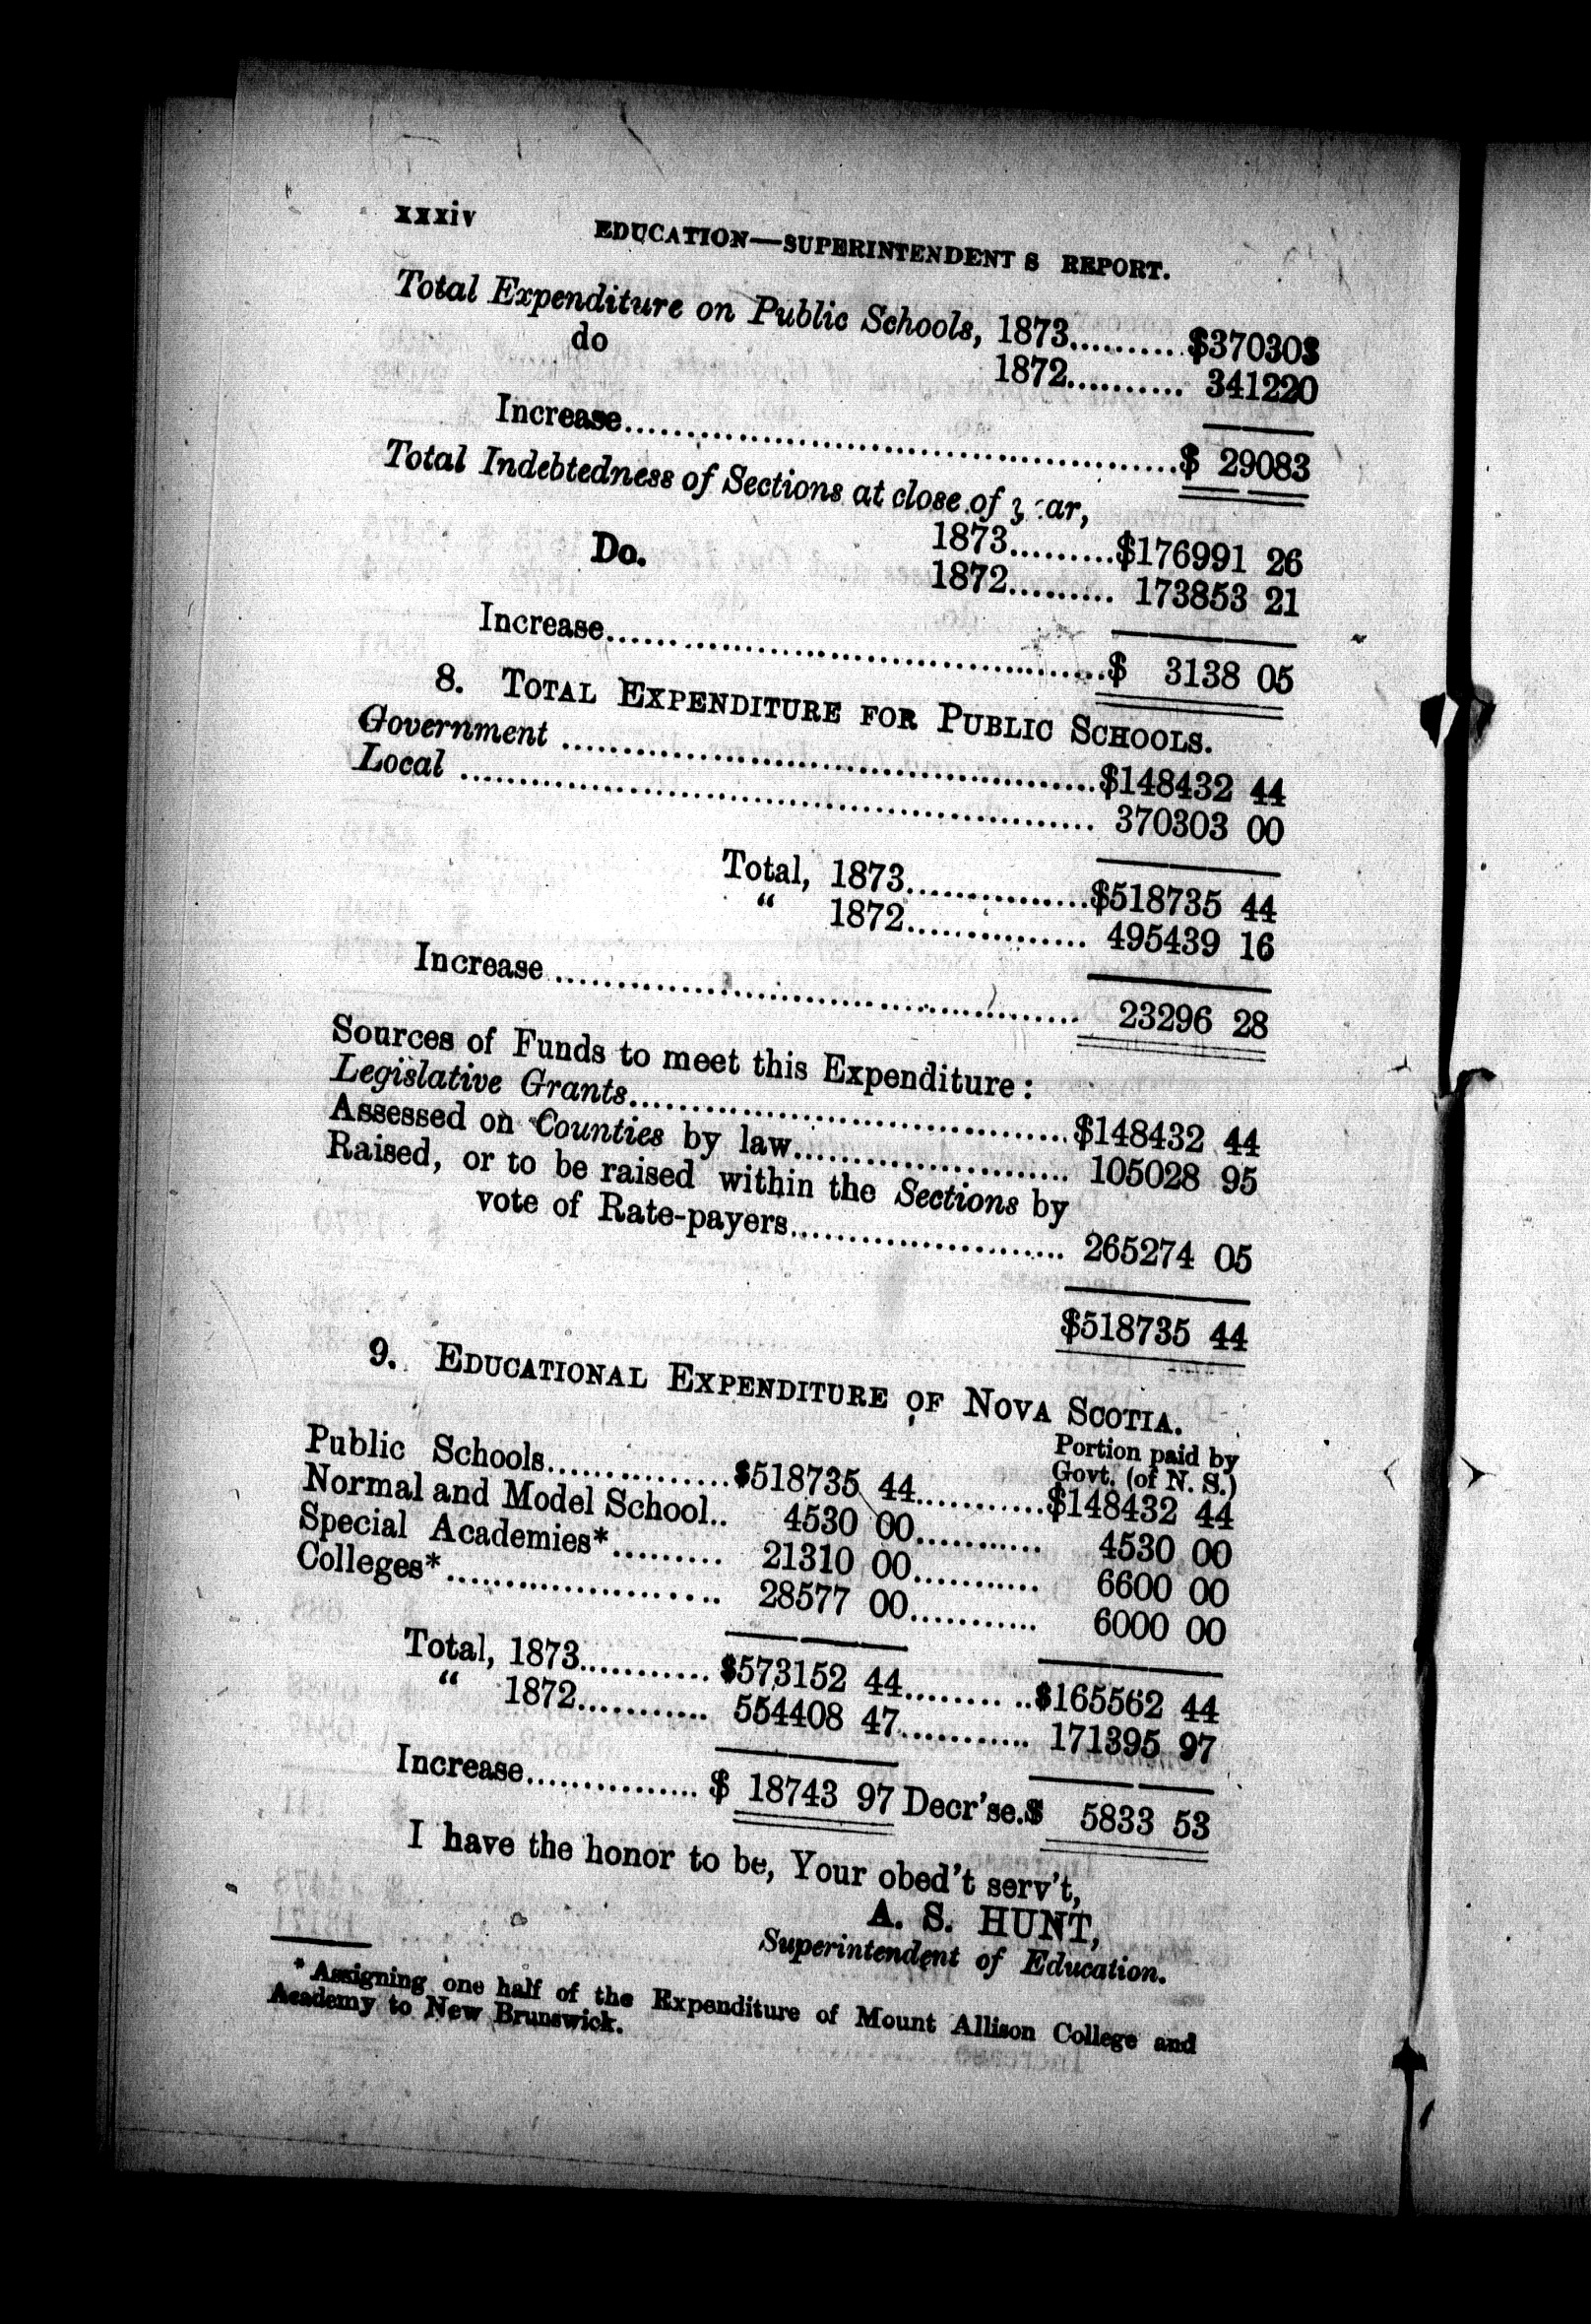 xxxiv EDUCATION—SUPERINTENDENT S REPORT.
Total Expenditure on Public Schools, 1873..........$370303
do 1872.......... 341220
Increase..............................................$ 29083
Total Indebtedness of Sections at close of ar,
1873.........$176991 26
Do. 1872......... 173853 21
Increase..........................................$ 3138 05
8. TOTAL EXPENDITURE FOR PUBLIC SCHOOLS.
Government .............................................$148432 44
Local ..................................................... 370303 00
Total, 1873...............$518735 44
“ 1872............... 495439 16
Increase ............................................ 23296 28
Sources of Funds to meet this Expenditure:
Legislative Grants.....................................$148432 44
Assessed on Counties by law....................... 105028 95
Raised, or to be raised within the Sections by
vote of Rate-payers....................... 265274 05
$518735 44
9. EDUCATIONAL EXPENDITURE OF NOVA SCOTIA.
Portion paid by
Govt. (of N. S.)
Public Schools...............$518735 44...........$148432 44
Normal and Model School.. 4530 00........... 4530 00
Special Academies*......... 21310 00........... 6600 00
Colleges*....................... 28577 00........... 6000 00
Total, 1873...........$573152 44..........$165562 44
“ 1872........... 554408 47........... 171395 97
Increase............... $ 18743 97 Decr'se.$ 5833 53
I have the honor to be, Your obed't serv't,
A. S. HUNT,
Superintendent of Education.
* Assigning one half of the Expenditure of Mount Allison College and
Academy to New Brunswick.